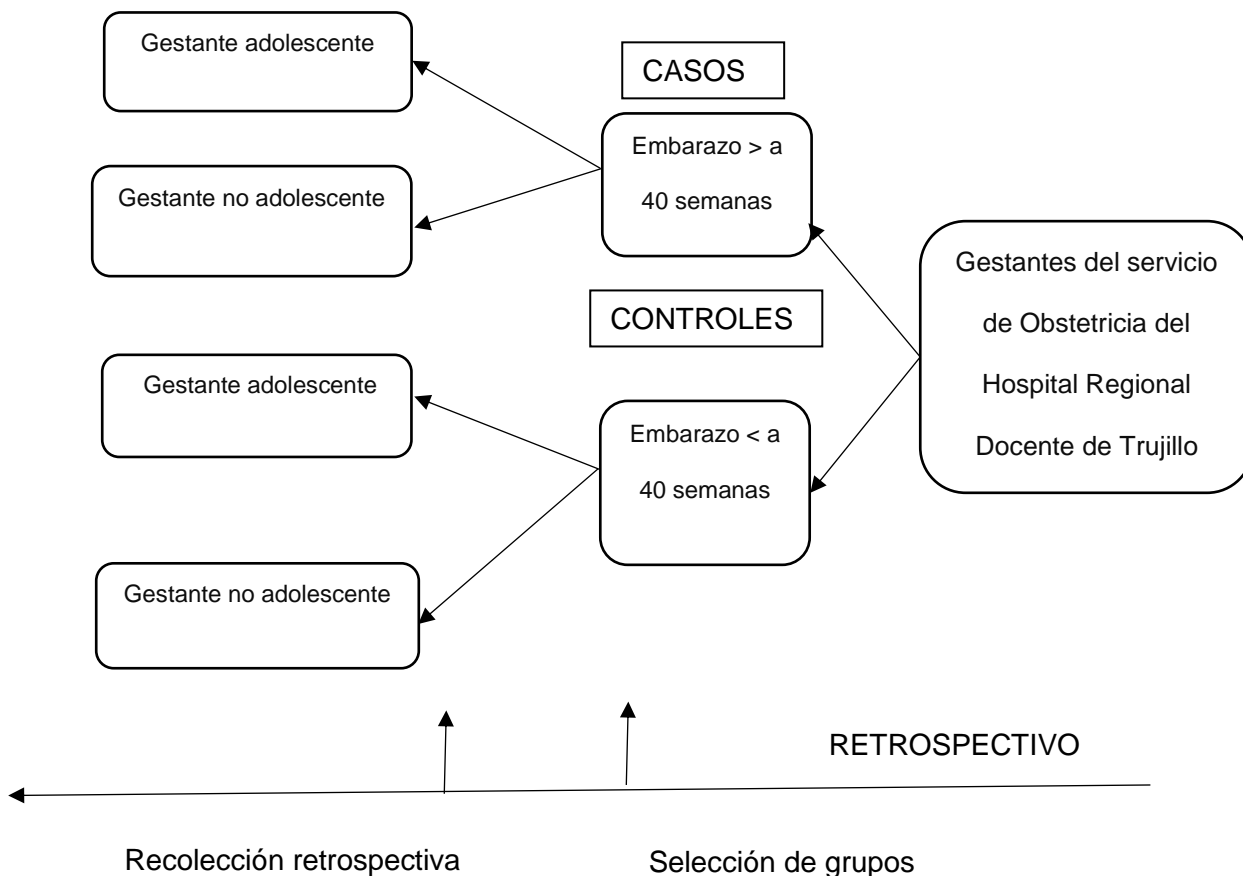 Gestante adolescente
CASOS
Embarazo > a
40 semanas
Gestante no adolescente
Gestantes del servicio
de Obstetricia del
Hospital Regional
Docente de Trujillo
CONTROLES
Gestante adolescente
Embarazo < a
40 semanas
Gestante no adolescente
RETROSPECTIVO
Recolección retrospectiva
Selección de grupos